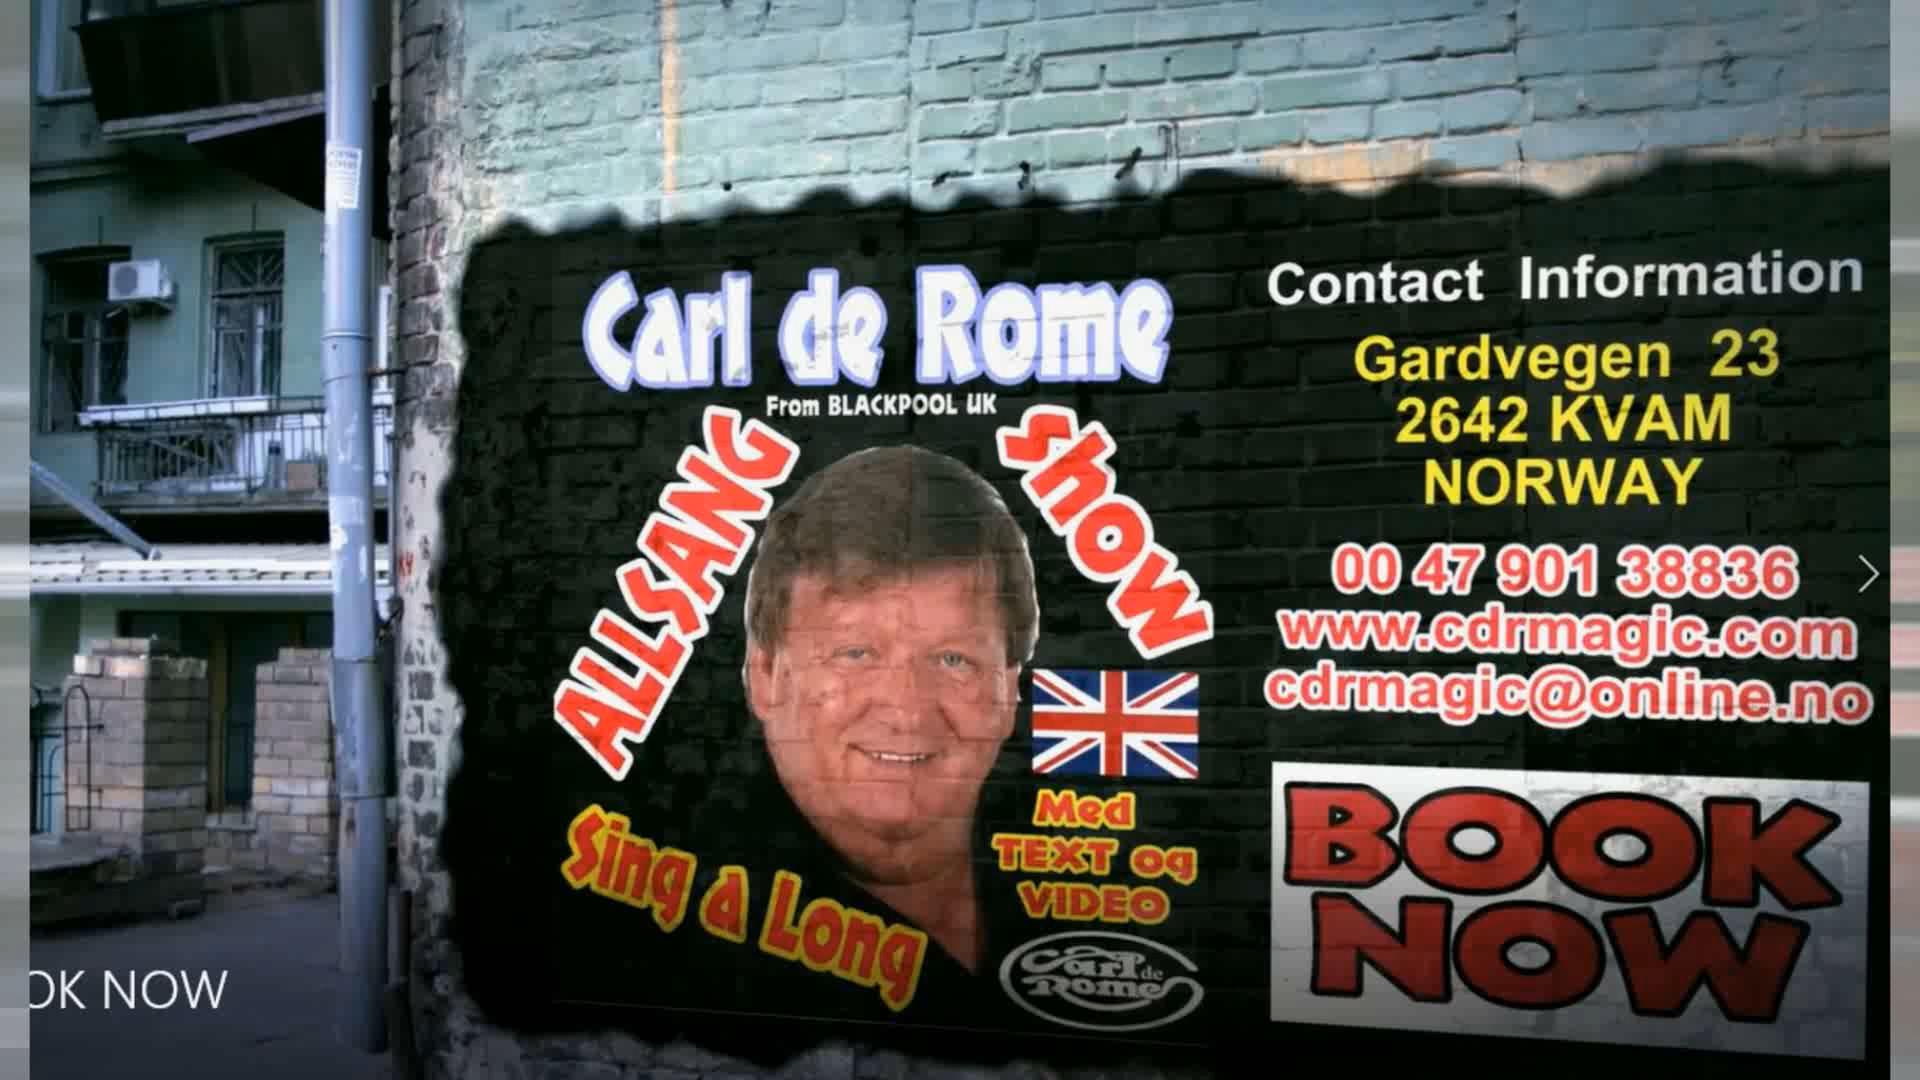 Carl de Rome
From BLACKPOOL UK
ALLSANG
SHOW
Sing a Long
Med
TEXT og
VIDEO
Carl de
Rome
Contact Information
Gardvegen 23
2642 KVAM
NORWAY
00 47 901 38836
www.cdrmagic.com
cdrmagic@online.no
BOOK
NOW
OK NOW